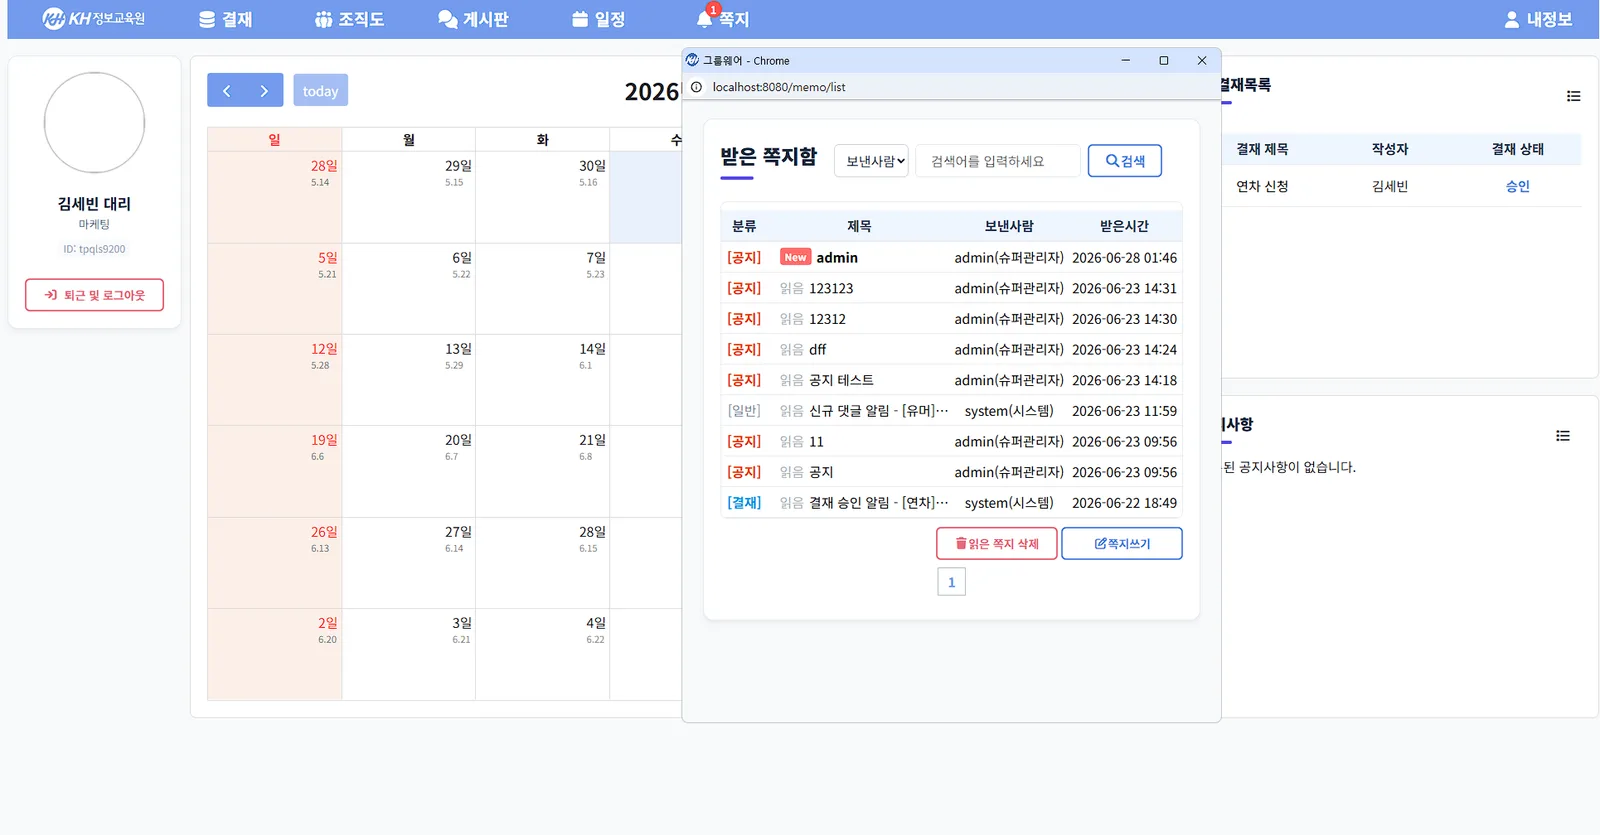 KH 정보교육원 결재 조직도 게시판 일정 1 쪽지 내정보
김세빈 대리
마케팅
ID: tpqls9200
퇴근 및 로그아웃
today
2026
일 월 화 수
28일 29일 30일
5.14 5.15 5.16
5일 6일 7일
5.21 5.22 5.23
12일 13일 14일
5.28 5.29 6.1
19일 20일 21일
6.6 6.7 6.8
26일 27일 28일
6.13 6.14 6.15
2일 3일 4일
6.20 6.21 6.22
그룹웨어 - Chrome
localhost:8080/memo/list
받은 쪽지함 보낸사람 검색어를 입력하세요 검색
분류 제목 보낸사람 받은시간
[공지] New admin admin(슈퍼관리자) 2026-06-28 01:46
[공지] 읽음 123123 admin(슈퍼관리자) 2026-06-23 14:31
[공지] 읽음 12312 admin(슈퍼관리자) 2026-06-23 14:30
[공지] 읽음 dff admin(슈퍼관리자) 2026-06-23 14:24
[공지] 읽음 공지 테스트 admin(슈퍼관리자) 2026-06-23 14:18
[일반] 읽음 신규 댓글 알림 - [유머]… system(시스템) 2026-06-23 11:59
[공지] 읽음 11 admin(슈퍼관리자) 2026-06-23 09:56
[공지] 읽음 공지 admin(슈퍼관리자) 2026-06-23 09:56
[결재] 읽음 결재 승인 알림 - [연차]… system(시스템) 2026-06-22 18:49
읽은 쪽지 삭제 쪽지쓰기
1
결재목록
결재 제목 작성자 결재 상태
연차 신청 김세빈 승인
사항
된 공지사항이 없습니다.